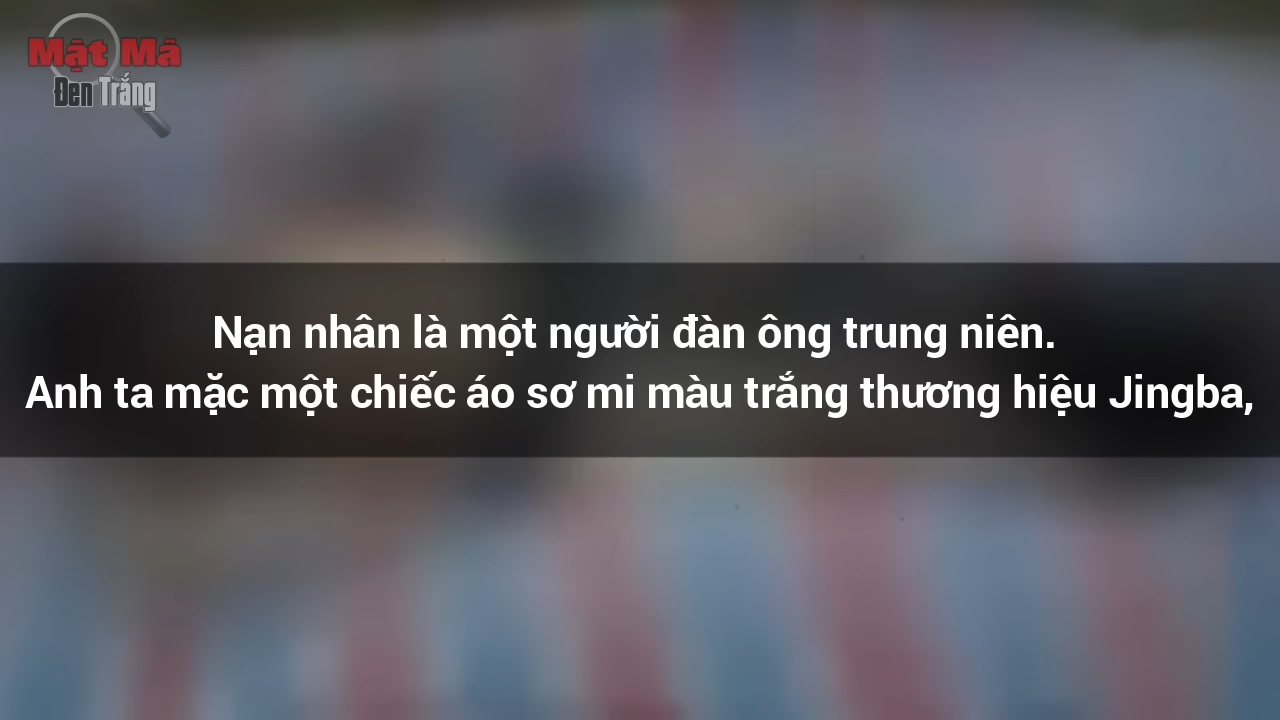 Mật Mã
Đen Trắng
Nạn nhân là một người đàn ông trung niên.
Anh ta mặc một chiếc áo sơ mi màu trắng thương hiệu Jingba,